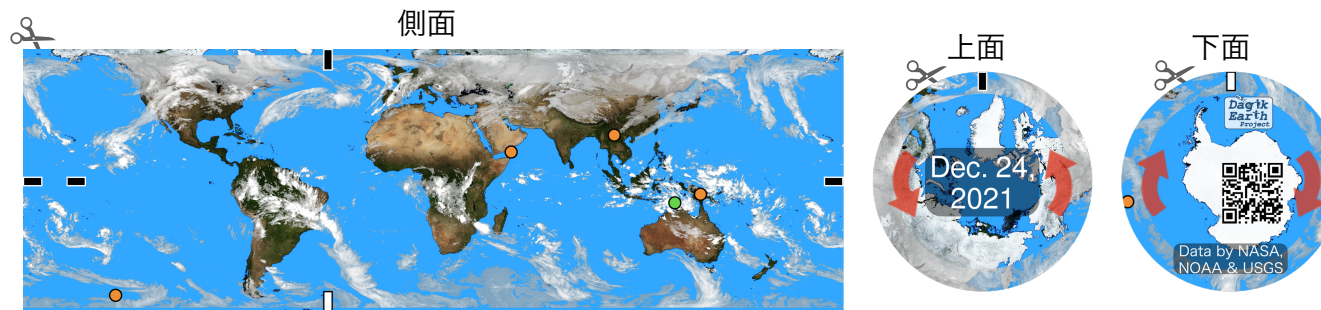 側面
上面
下面
Dec. 24,
2021
Dagik
Earth
Project
Data by NASA,
NOAA & USGS